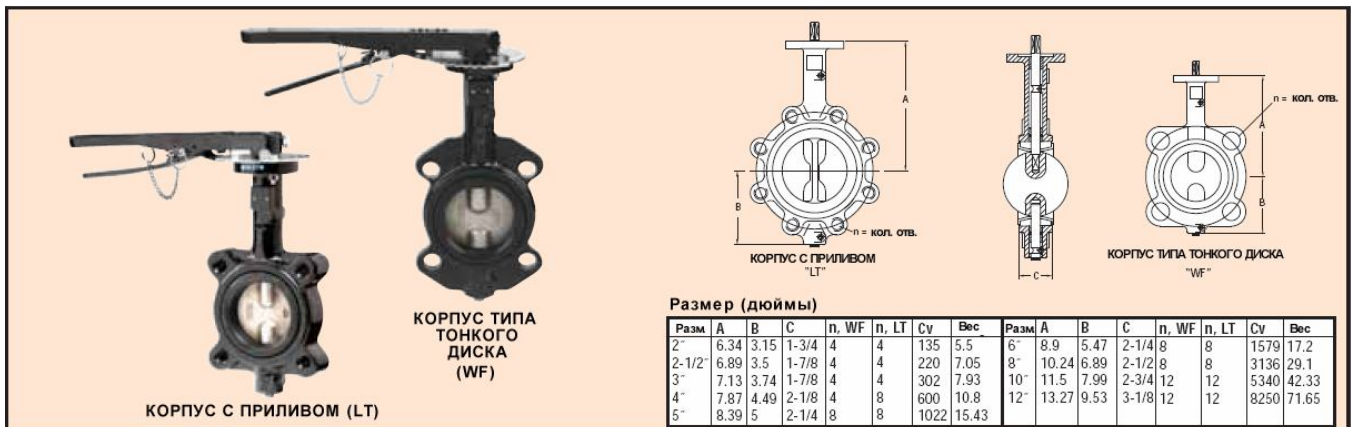 КОРПУС ТИПА
ТОНКОГО
ДИСКА
(WF)
КОРПУС С ПРИЛИВОМ (LT)
A
B
n = кол. отв.
КОРПУС С ПРИЛИВОМ
"LT"
C
n = кол. отв.
A
B
КОРПУС ТИПА ТОНКОГО ДИСКА
"WF"
Размер (дюймы)
Разм. A B C n, WF n, LT Cv Вес Разм. A B C n, WF n, LT Cv Вес
2" 6.34 3.15 1-3/4 4 4 135 5.5 6" 8.9 5.47 2-1/4 8 8 1579 17.2
2-1/2" 6.89 3.5 1-7/8 4 4 220 7.05 8" 10.24 6.89 2-1/2 8 8 3136 29.1
3" 7.13 3.74 1-7/8 4 4 302 7.93 10" 11.5 7.99 2-3/4 12 12 5340 42.33
4" 7.87 4.49 2-1/8 4 8 600 10.8 12" 13.27 9.53 3-1/8 12 12 8250 71.65
5" 8.39 5 2-1/4 8 8 1022 15.43